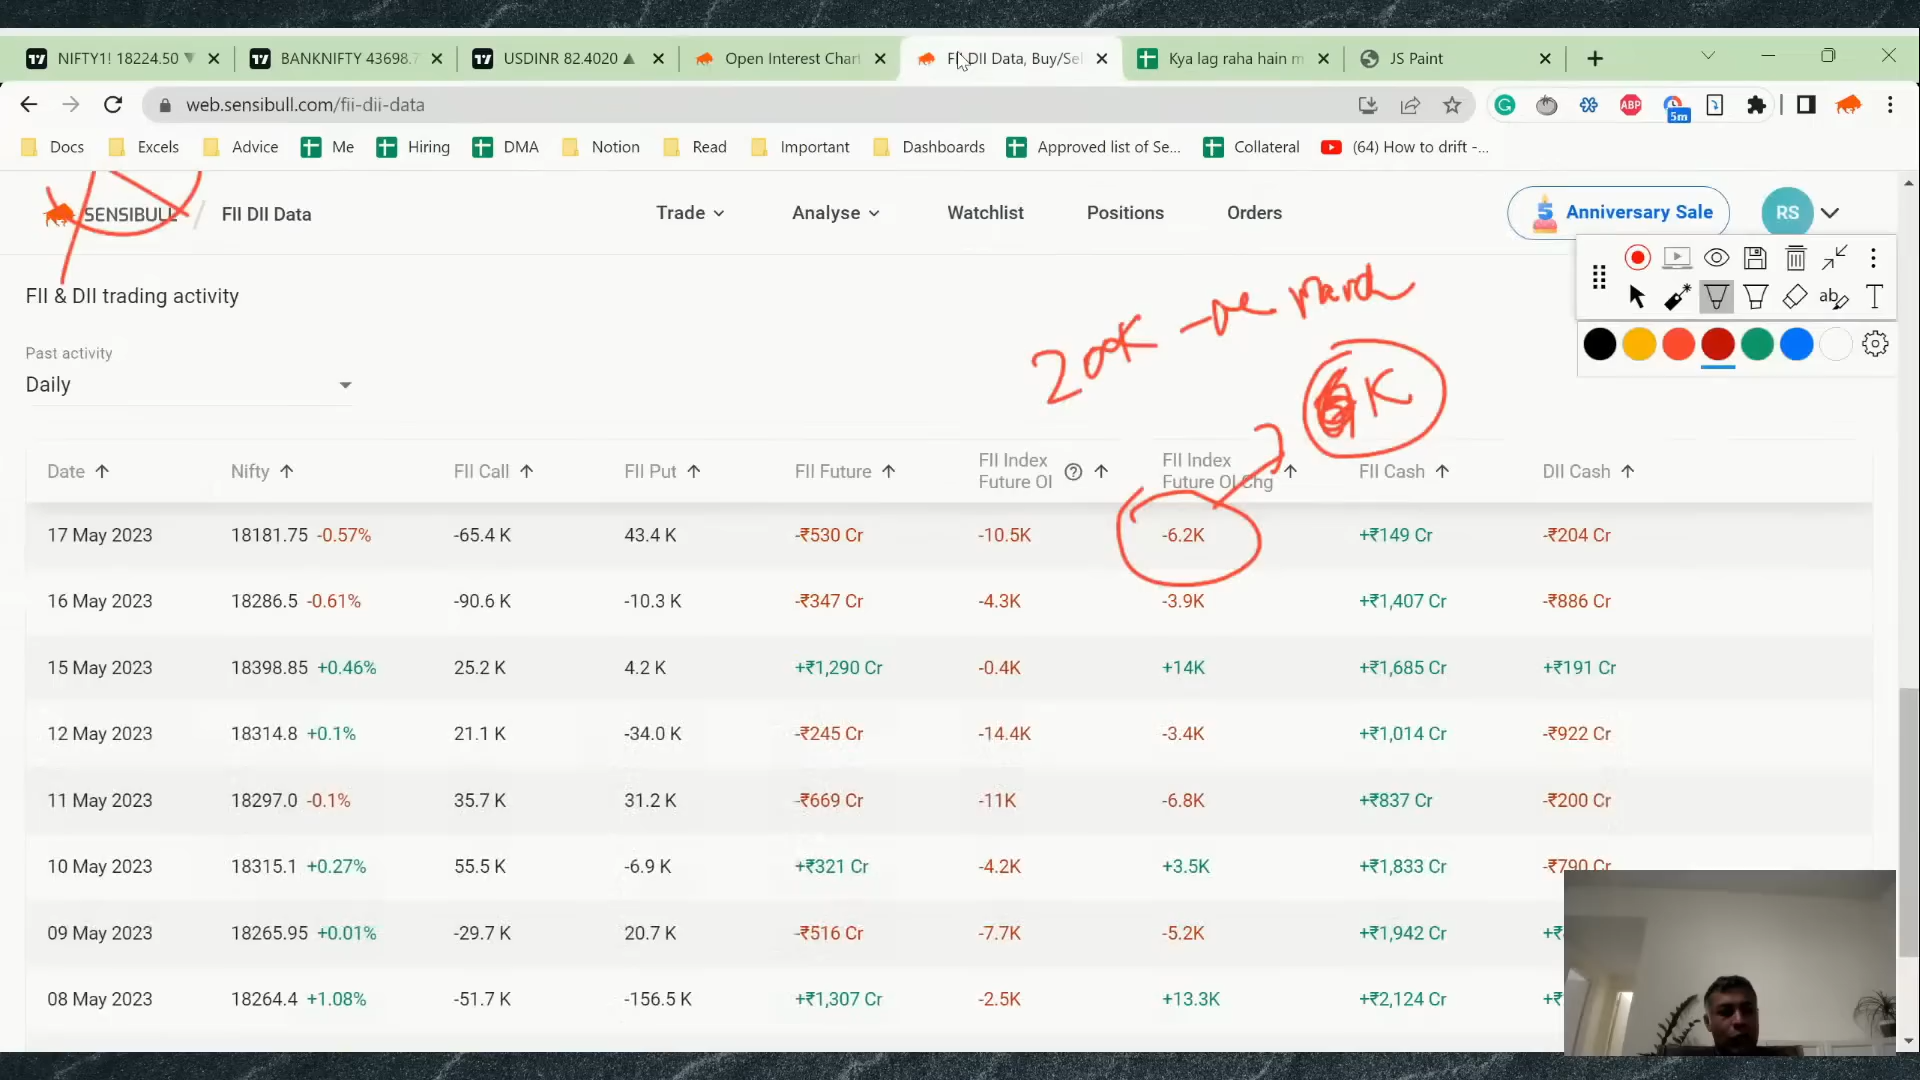 NIFTY1! 18224.50 ▼
BANKNIFTY 43698.7
USDINR 82.4020 ▲
Open Interest Chart
FII DII Data, Buy/Sel
Kya lag raha hain m
JS Paint
web.sensibull.com/fii-dii-data
ABP
5m
Docs
Excels
Advice
Me
Hiring
DMA
Notion
Read
Important
Dashboards
Approved list of Se...
Collateral
(64) How to drift -...
SENSIBULL / FII DII Data
Trade
Analyse
Watchlist
Positions
Orders
5 Anniversary Sale
RS
FII & DII trading activity
200K -ve March
K
Past activity
Daily
Date ↑ Nifty ↑ FII Call ↑ FII Put ↑ FII Future ↑ FII Index Future OI ? ↑ FII Index Future OI Chg ↑ FII Cash ↑ DII Cash ↑
17 May 2023 18181.75 -0.57% -65.4 K 43.4 K -₹530 Cr -10.5K -6.2K +₹149 Cr -₹204 Cr
16 May 2023 18286.5 -0.61% -90.6 K -10.3 K -₹347 Cr -4.3K -3.9K +₹1,407 Cr -₹886 Cr
15 May 2023 18398.85 +0.46% 25.2 K 4.2 K +₹1,290 Cr -0.4K +14K +₹1,685 Cr +₹191 Cr
12 May 2023 18314.8 +0.1% 21.1 K -34.0 K -₹245 Cr -14.4K -3.4K +₹1,014 Cr -₹922 Cr
11 May 2023 18297.0 -0.1% 35.7 K 31.2 K -₹669 Cr -11K -6.8K +₹837 Cr -₹200 Cr
10 May 2023 18315.1 +0.27% 55.5 K -6.9 K +₹321 Cr -4.2K +3.5K +₹1,833 Cr -₹790 Cr
09 May 2023 18265.95 +0.01% -29.7 K 20.7 K -₹516 Cr -7.7K -5.2K +₹1,942 Cr +₹
08 May 2023 18264.4 +1.08% -51.7 K -156.5 K +₹1,307 Cr -2.5K +13.3K +₹2,124 Cr +₹